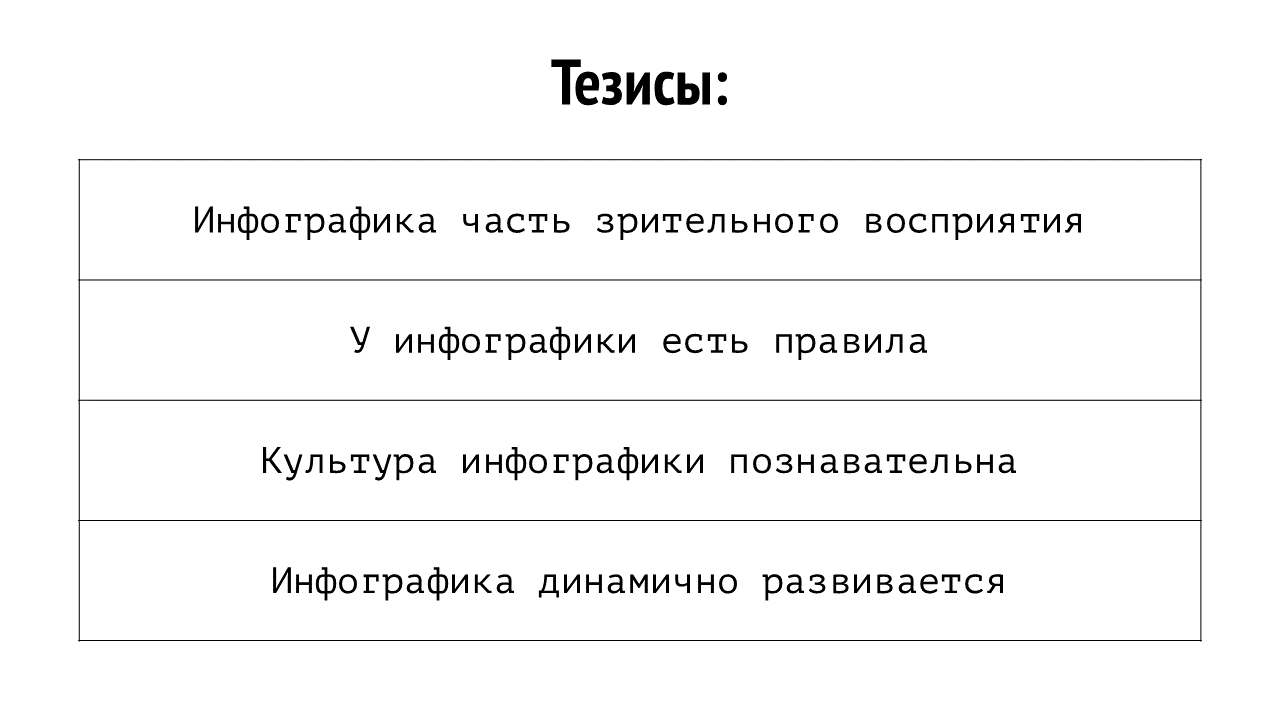 Тезисы:
Инфографика часть зрительного восприятия
У инфографики есть правила
Культура инфографики познавательна
Инфографика динамично развивается